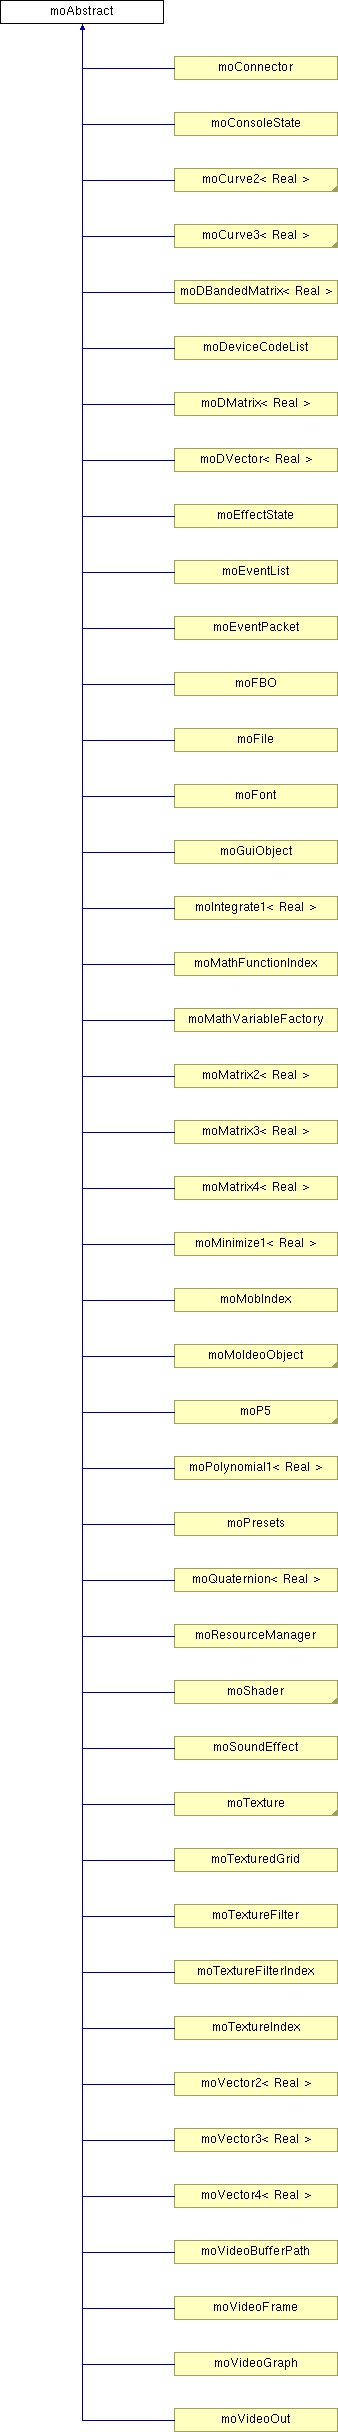 moAbstract
moConnector
moConsoleState
moCurve2< Real >
moCurve3< Real >
moDBandedMatrix< Real >
moDeviceCodeList
moDMatrix< Real >
moDVector< Real >
moEffectState
moEventList
moEventPacket
moFBO
moFile
moFont
moGuiObject
moIntegrate1< Real >
moMathFunctionIndex
moMathVariableFactory
moMatrix2< Real >
moMatrix3< Real >
moMatrix4< Real >
moMinimize1< Real >
moMobIndex
moMoldeoObject
moP5
moPolynomial1< Real >
moPresets
moQuaternion< Real >
moResourceManager
moShader
moSoundEffect
moTexture
moTexturedGrid
moTextureFilter
moTextureFilterIndex
moTextureIndex
moVector2< Real >
moVector3< Real >
moVector4< Real >
moVideoBufferPath
moVideoFrame
moVideoGraph
moVideoOut